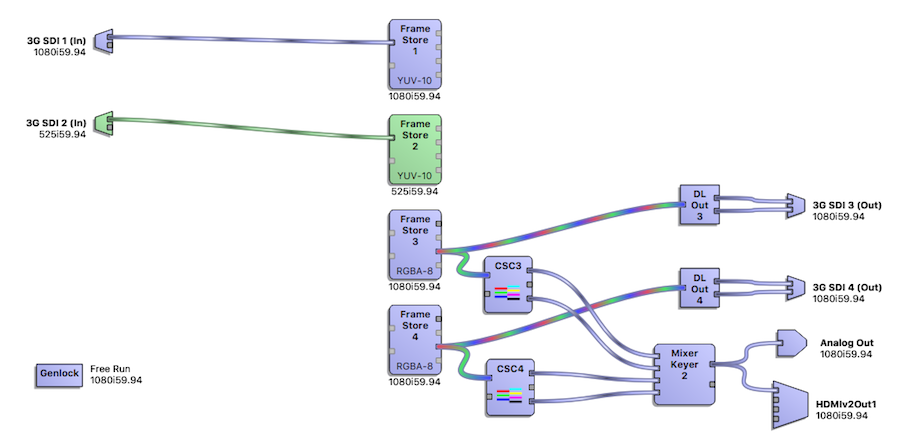 3G SDI 1 (In)
1080i59.94
Frame
Store
1
YUV-10
1080i59.94
3G SDI 2 (In)
525i59.94
Frame
Store
2
YUV-10
525i59.94
Frame
Store
3
RGBA-8
1080i59.94
DL
Out
3
3G SDI 3 (Out)
1080i59.94
CSC3
DL
Out
4
3G SDI 4 (Out)
1080i59.94
Frame
Store
4
RGBA-8
1080i59.94
CSC4
Mixer
Keyer
2
Analog Out
1080i59.94
HDMIv2Out1
1080i59.94
Genlock
Free Run
1080i59.94